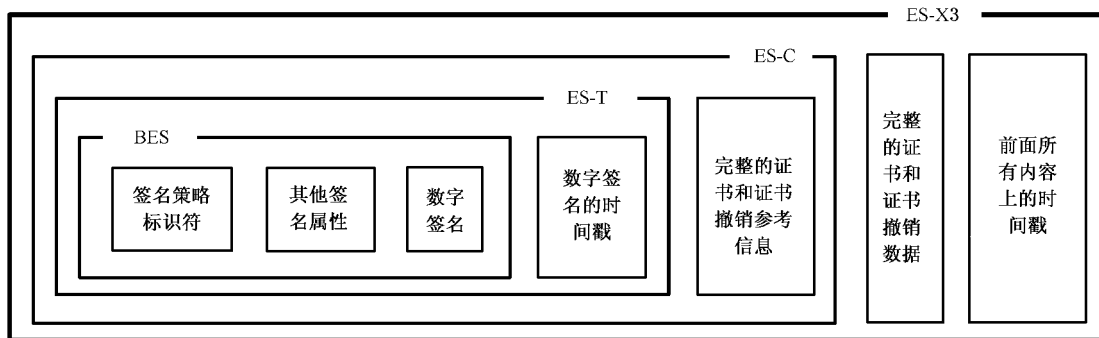 ES-X3
ES-C
ES-T
BES
签名策略
标识符
其他签
名属性
数字
签名
数字签
名的时
间戳
完整的证
书和证书
撤销参考
信息
完整
的证
书和
证书
撤销
数据
前面所
有内容
上的时
间戳